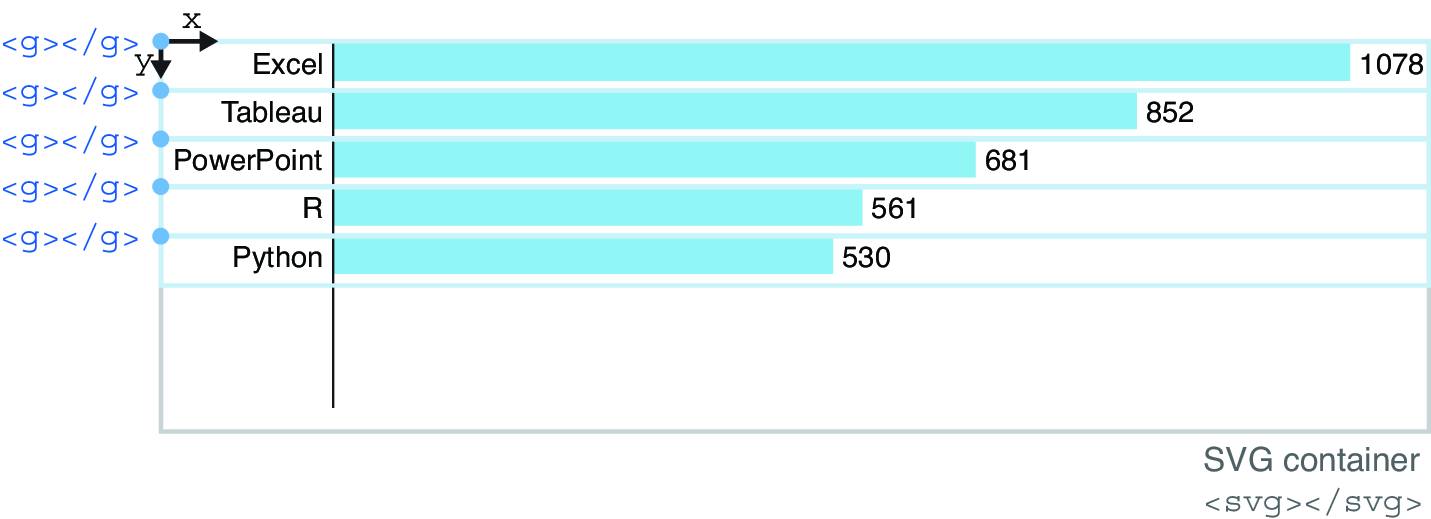 x
<g></g>
y
Excel 1078
<g></g>
Tableau 852
<g></g>
PowerPoint 681
<g></g>
R 561
<g></g>
Python 530
SVG container
<svg></svg>